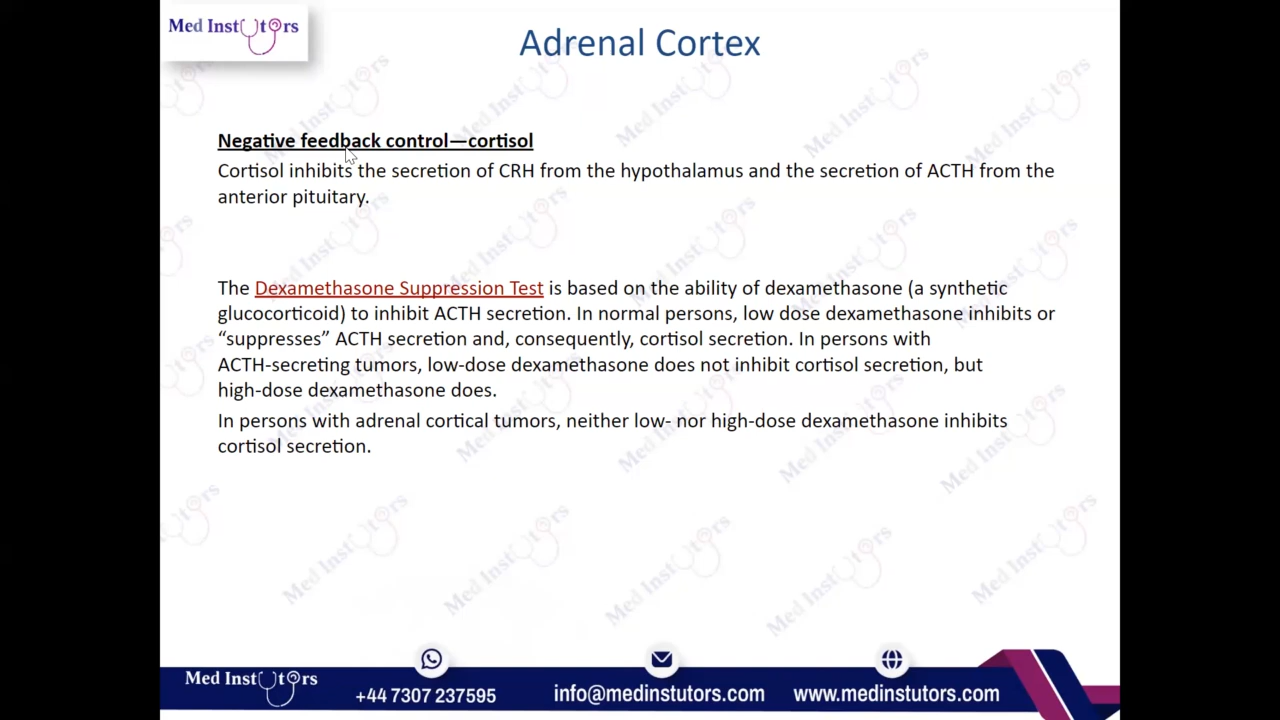 Med Instutors
Adrenal Cortex
Negative feedback control—cortisol
Cortisol inhibits the secretion of CRH from the hypothalamus and the secretion of ACTH from the
anterior pituitary.
The Dexamethasone Suppression Test is based on the ability of dexamethasone (a synthetic
glucocorticoid) to inhibit ACTH secretion. In normal persons, low dose dexamethasone inhibits or
“suppresses” ACTH secretion and, consequently, cortisol secretion. In persons with
ACTH-secreting tumors, low-dose dexamethasone does not inhibit cortisol secretion, but
high-dose dexamethasone does.
In persons with adrenal cortical tumors, neither low- nor high-dose dexamethasone inhibits
cortisol secretion.
Med Instutors
+44 7307 237595
info@medinstutors.com
www.medinstutors.com